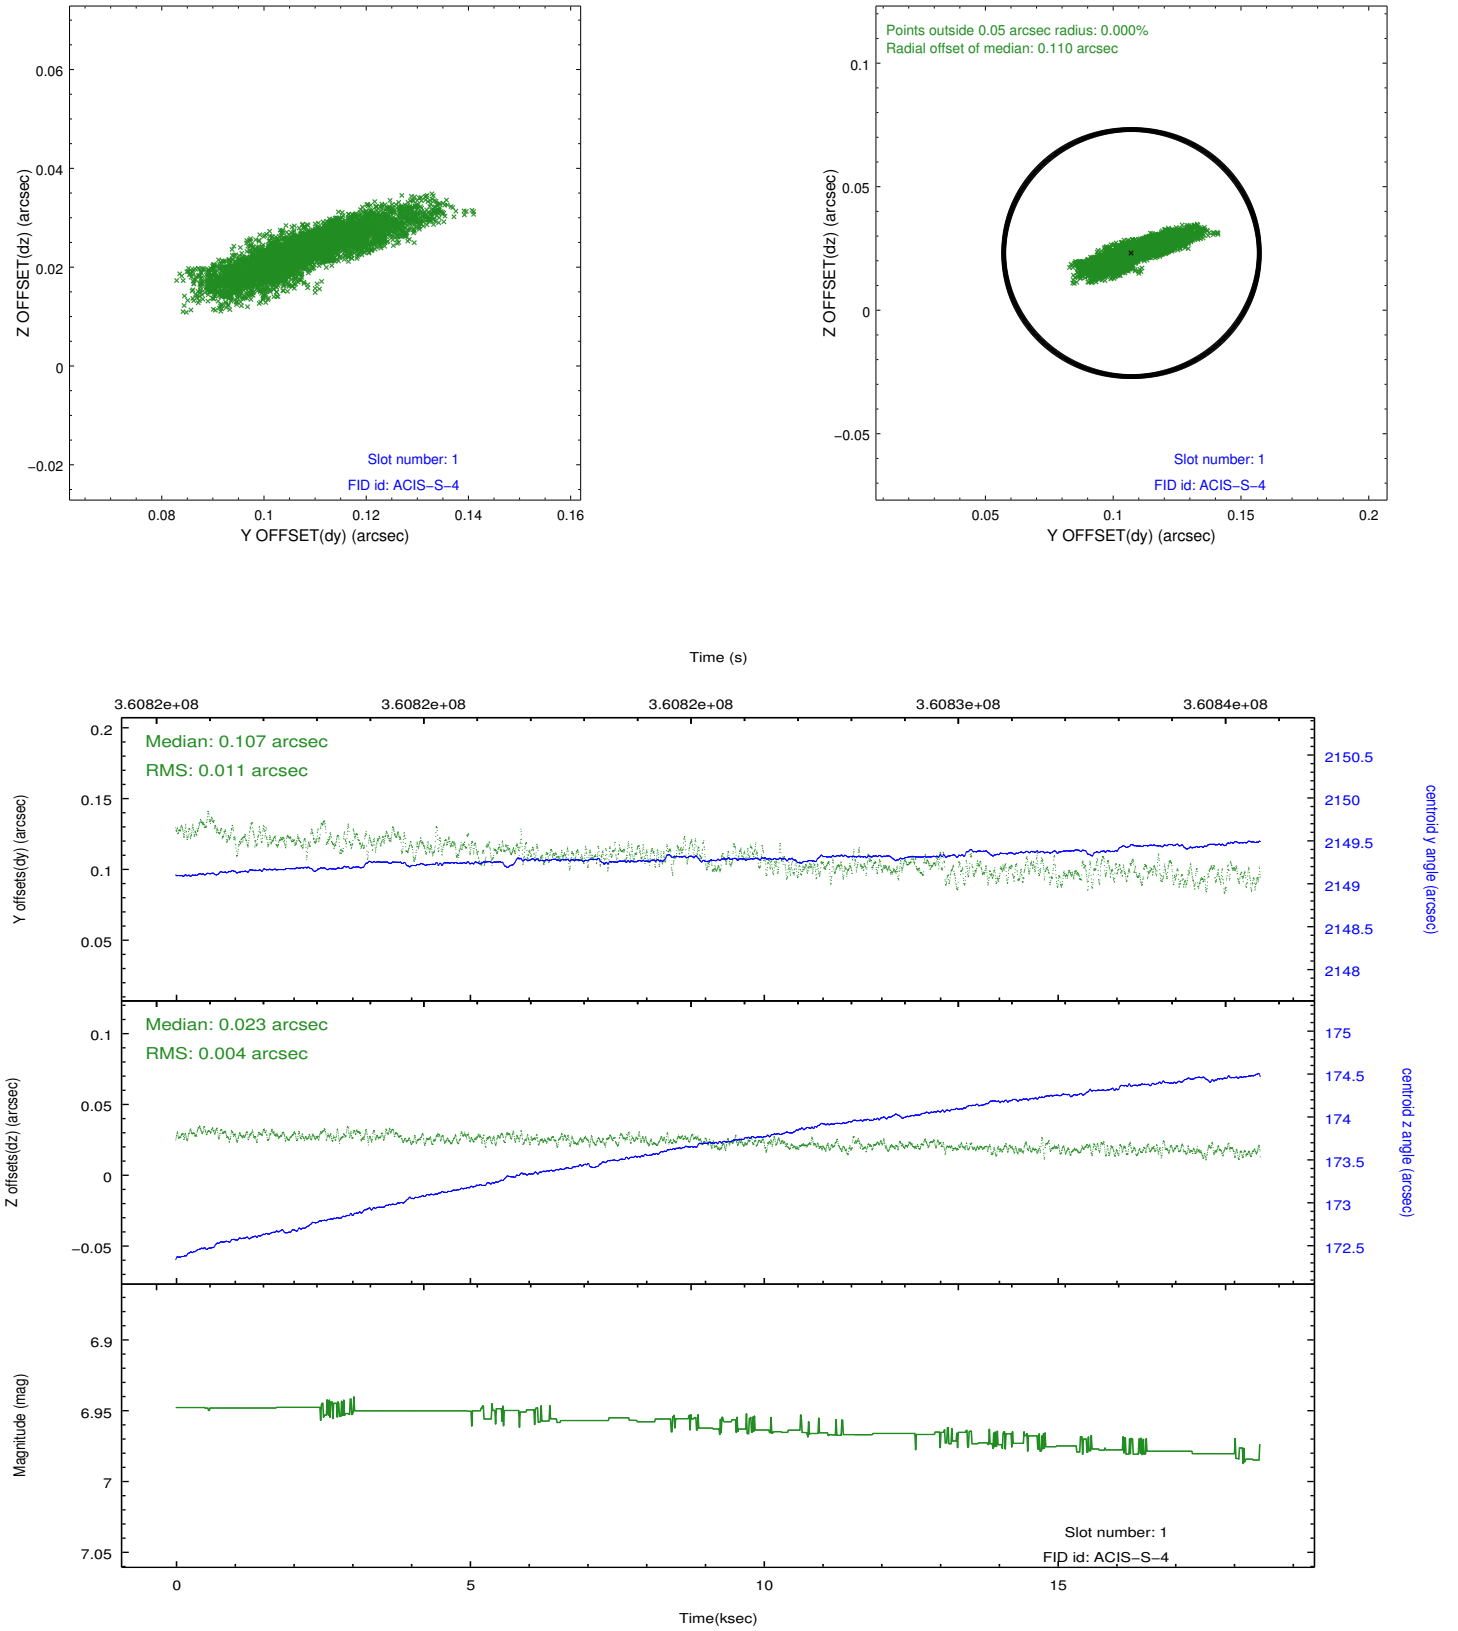 0.06
0.04
0.02
0
−0.02
Z OFFSET(dz) (arcsec)
Slot number: 1
FID id: ACIS−S−4
0.08 0.1 0.12 0.14 0.16
Y OFFSET(dy) (arcsec)
Points outside 0.05 arcsec radius: 0.000%
Radial offset of median: 0.110 arcsec
0.1
0.05
0
−0.05
Z OFFSET(dz) (arcsec)
Slot number: 1
FID id: ACIS−S−4
0.05 0.1 0.15 0.2
Y OFFSET(dy) (arcsec)
Time (s)
3.6082e+08 3.6082e+08 3.6082e+08 3.6083e+08 3.6084e+08
Median: 0.107 arcsec
RMS: 0.011 arcsec
0.2
0.15
0.1
0.05
Y offsets(dy) (arcsec)
2150.5
2150
2149.5
2149
2148.5
2148
centroid y angle (arcsec)
Median: 0.023 arcsec
RMS: 0.004 arcsec
0.1
0.05
0
−0.05
Z offsets(dz) (arcsec)
175
174.5
174
173.5
173
172.5
centroid z angle (arcsec)
6.9
6.95
7
7.05
Magnitude (mag)
Slot number: 1
FID id: ACIS−S−4
0 5 10 15
Time(ksec)